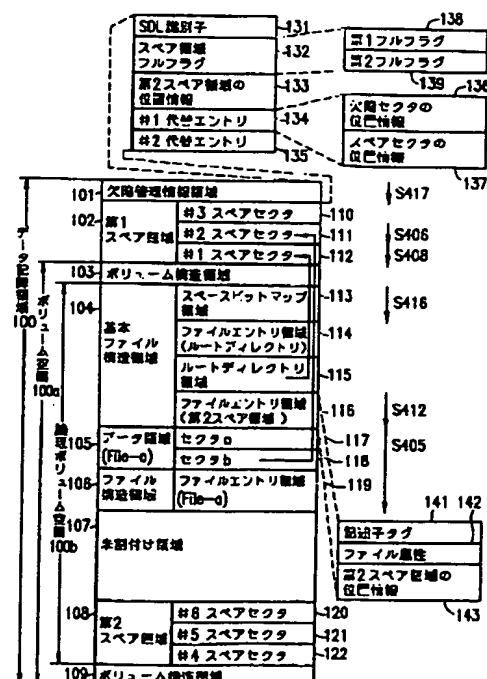 SDL識別子
131
スペア領域
フルフラグ
132
第2スペア領域の
位置情報
133
#1 代替エントリ
134
#2 代替エントリ
135
138
第1フルフラグ
第2フルフラグ
139
136
欠陥セクタの
位置情報
スペアセクタの
位置情報
137
101
欠陥管理情報領域
102
第1
スペア領域
#3 スペアセクタ
110
#2 スペアセクタ
111
#1 スペアセクタ
112
103
ボリューム構造領域
104
基本
ファイル
構造領域
スペースビットマップ
領域
113
ファイルエントリ領域
(ルートディレクトリ)
114
ルートディレクトリ
領域
115
ファイルエントリ領域
(第2スペア領域)
116
105
データ領域
(File-a)
セクタa
117
セクタb
118
106
ファイル
構造領域
ファイルエントリ領域
(File-a)
119
107
未割付け領域
108
第2
スペア領域
#6 スペアセクタ
120
#5 スペアセクタ
121
#4 スペアセクタ
122
109
ボリューム構造領域
データ記録領域
100
ボリューム空間
100a
論理ボリューム空間
100b
S417
S406
S408
S416
S412
S405
141
142
記述子タグ
ファイル属性
第2スペア領域の
位置情報
143